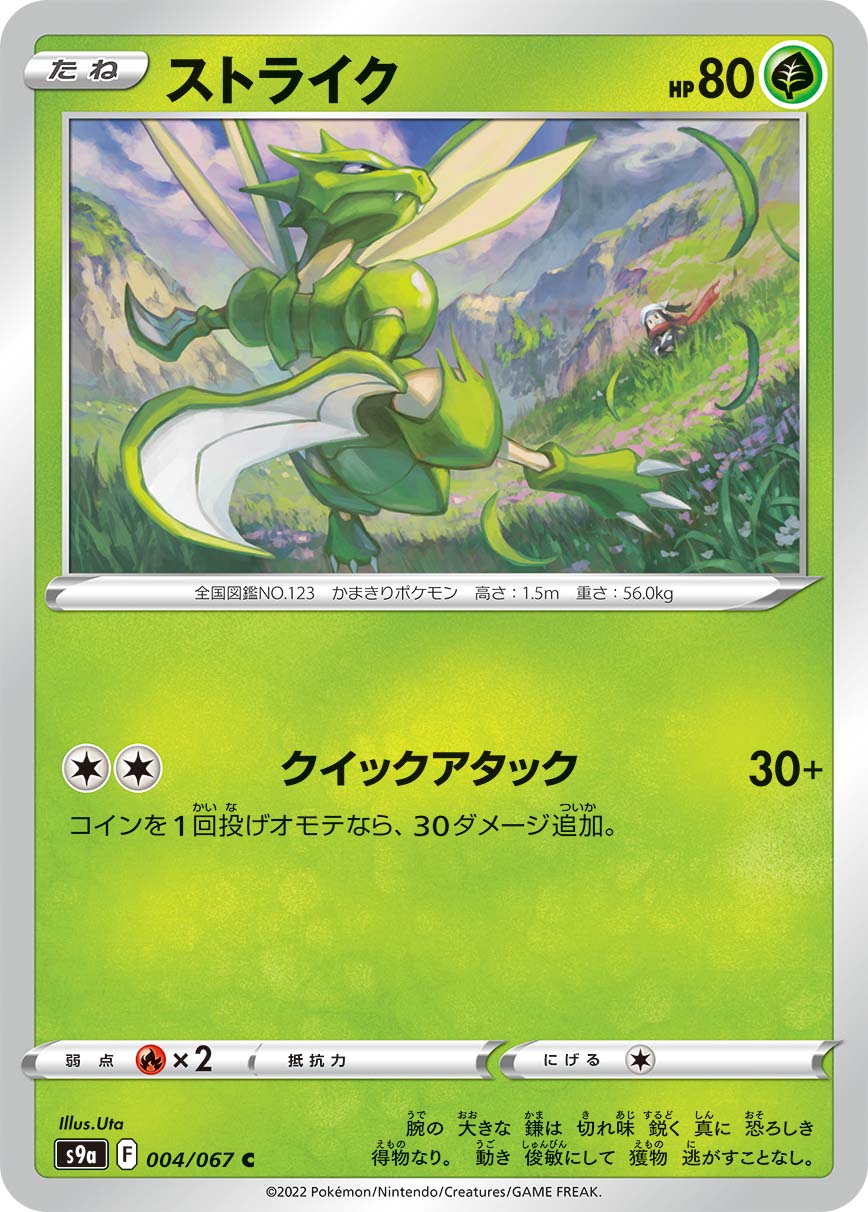 たね ストライク HP80
全国図鑑NO.123 かまきりポケモン 高さ:1.5m 重さ:56.0kg
クイックアタック 30+
コインを1回投げオモテなら、30ダメージ追加。
弱点 ×2 抵抗力 にげる
Illus.Uta
腕の 大きな 鎌は 切れ味 鋭く 真に 恐ろしき
得物なり。 動き 俊敏にして 獲物 逃がすことなし。
s9a F 004/067 C
©2022 Pokémon/Nintendo/Creatures/GAME FREAK.